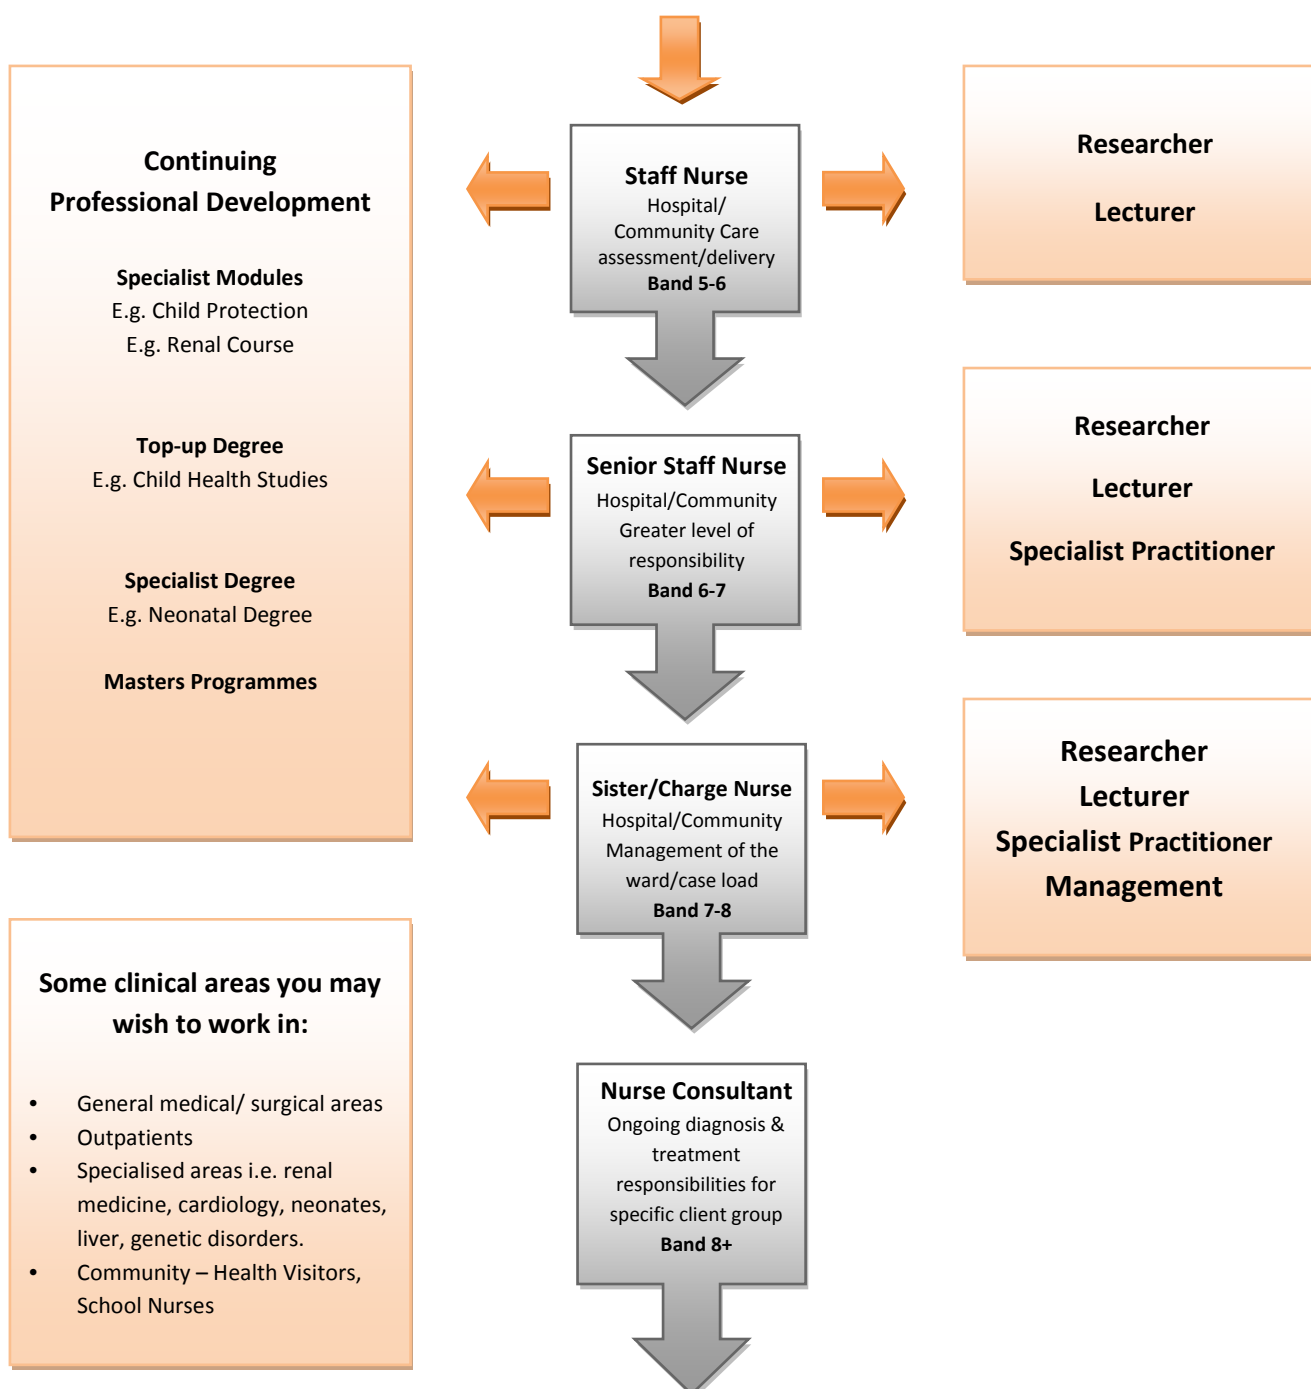 Continuing
Professional Development
Specialist Modules
E.g. Child Protection
E.g. Renal Course
Top-up Degree
E.g. Child Health Studies
Specialist Degree
E.g. Neonatal Degree
Masters Programmes
Some clinical areas you may
wish to work in:
• General medical/ surgical areas
• Outpatients
• Specialised areas i.e. renal
medicine, cardiology, neonates,
liver, genetic disorders.
• Community – Health Visitors,
School Nurses
Staff Nurse
Hospital/
Community Care
assessment/delivery
Band 5-6
Senior Staff Nurse
Hospital/Community
Greater level of
responsibility
Band 6-7
Sister/Charge Nurse
Hospital/Community
Management of the
ward/case load
Band 7-8
Nurse Consultant
Ongoing diagnosis &
treatment
responsibilities for
specific client group
Band 8+
Researcher
Lecturer
Researcher
Lecturer
Specialist Practitioner
Researcher
Lecturer
Specialist Practitioner
Management